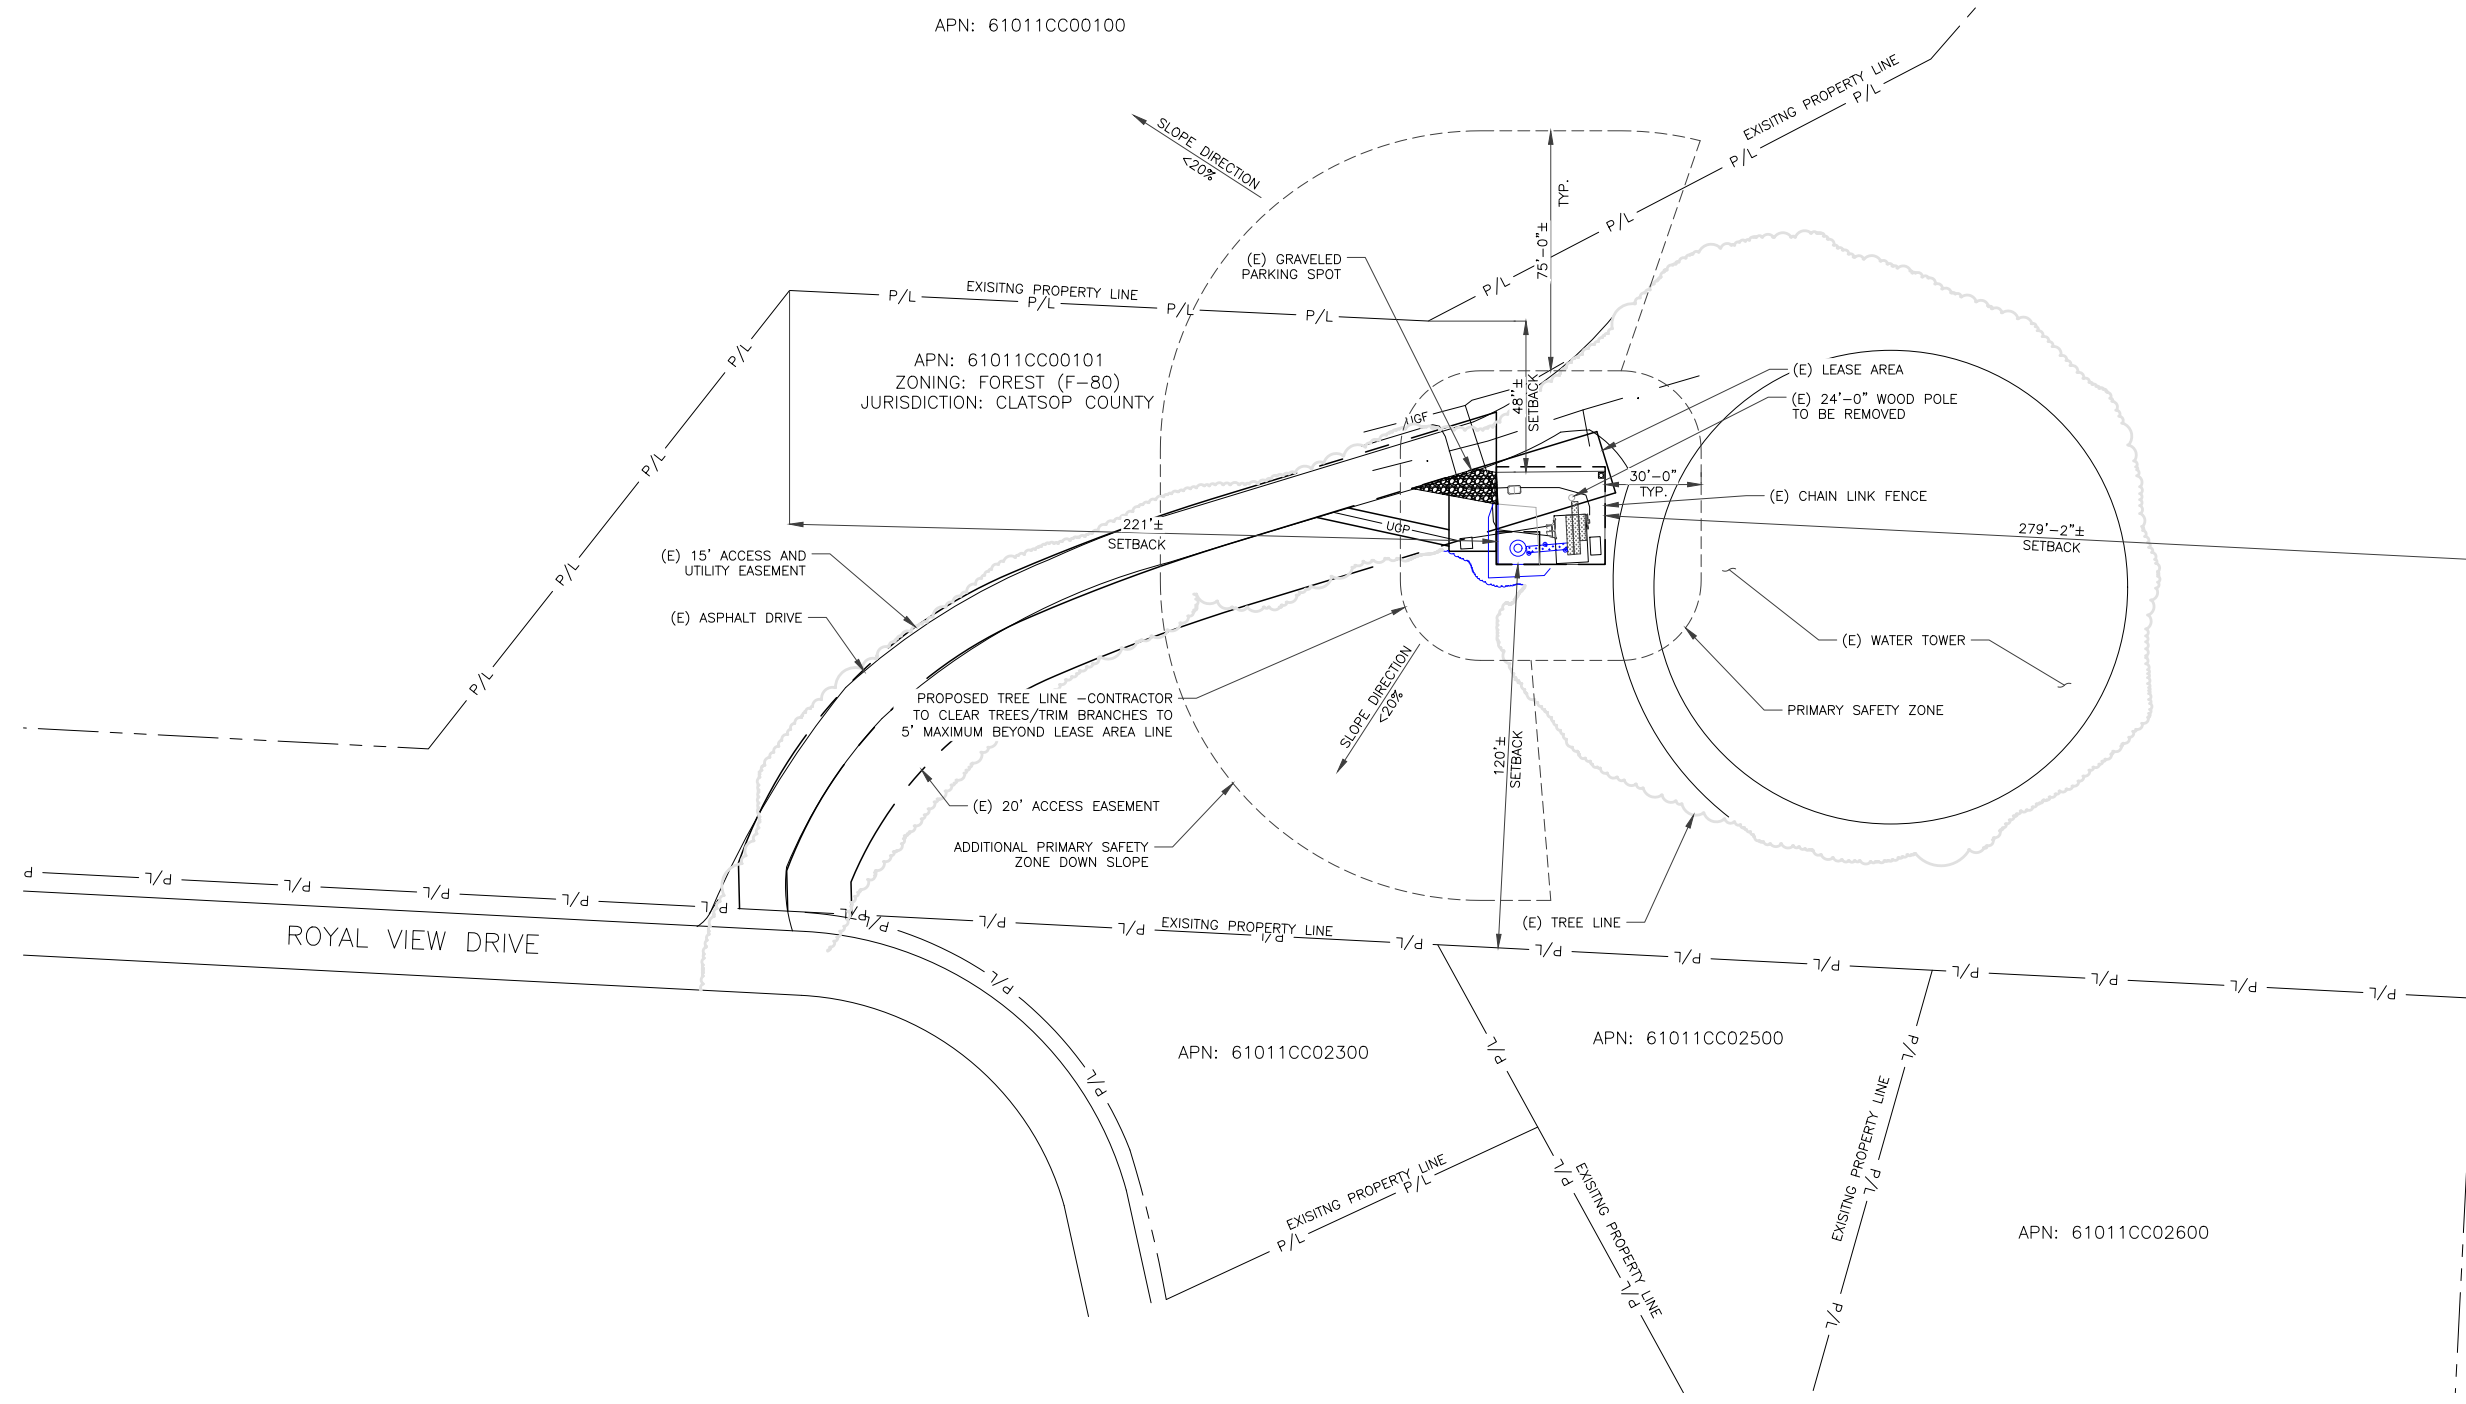 APN: 61011CC00100
EXISITNG PROPERTY LINE
P/L
P/L
P/L
P/L
SLOPE DIRECTION
<20%
TYP.
75'-0"±
(E) GRAVELED
PARKING SPOT
EXISITNG PROPERTY LINE
P/L
P/L
P/L
P/L
P/L
P/L
P/L
P/L
APN: 61011CC00101
ZONING: FOREST (F-80)
JURISDICTION: CLATSOP COUNTY
48'±
SETBACK
UGF
(E) LEASE AREA
(E) 24'-0" WOOD POLE
TO BE REMOVED
30'-0"
TYP.
(E) CHAIN LINK FENCE
279'-2"±
SETBACK
221'±
SETBACK
UGP
(E) 15' ACCESS AND
UTILITY EASEMENT
(E) ASPHALT DRIVE
(E) WATER TOWER
SLOPE DIRECTION
<20%
PROPOSED TREE LINE -CONTRACTOR
TO CLEAR TREES/TRIM BRANCHES TO
5' MAXIMUM BEYOND LEASE AREA LINE
PRIMARY SAFETY ZONE
120'±
SETBACK
(E) 20' ACCESS EASEMENT
ADDITIONAL PRIMARY SAFETY
ZONE DOWN SLOPE
(E) TREE LINE
P
P/L
P/L
P/L
P/L
P/L
P/L
P/L
P/L
P/L
EXISITNG PROPERTY LINE
P/L
P/L
P/L
P/L
P/L
P/L
P/L
P/L
P/L
ROYAL VIEW DRIVE
P/L
P/L
APN: 61011CC02300
APN: 61011CC02500
P/L
P/L
EXISITNG PROPERTY LINE
P/L
P/L
EXISITNG PROPERTY LINE
P/L
P/L
EXISITNG PROPERTY LINE
P/L
P/L
APN: 61011CC02600